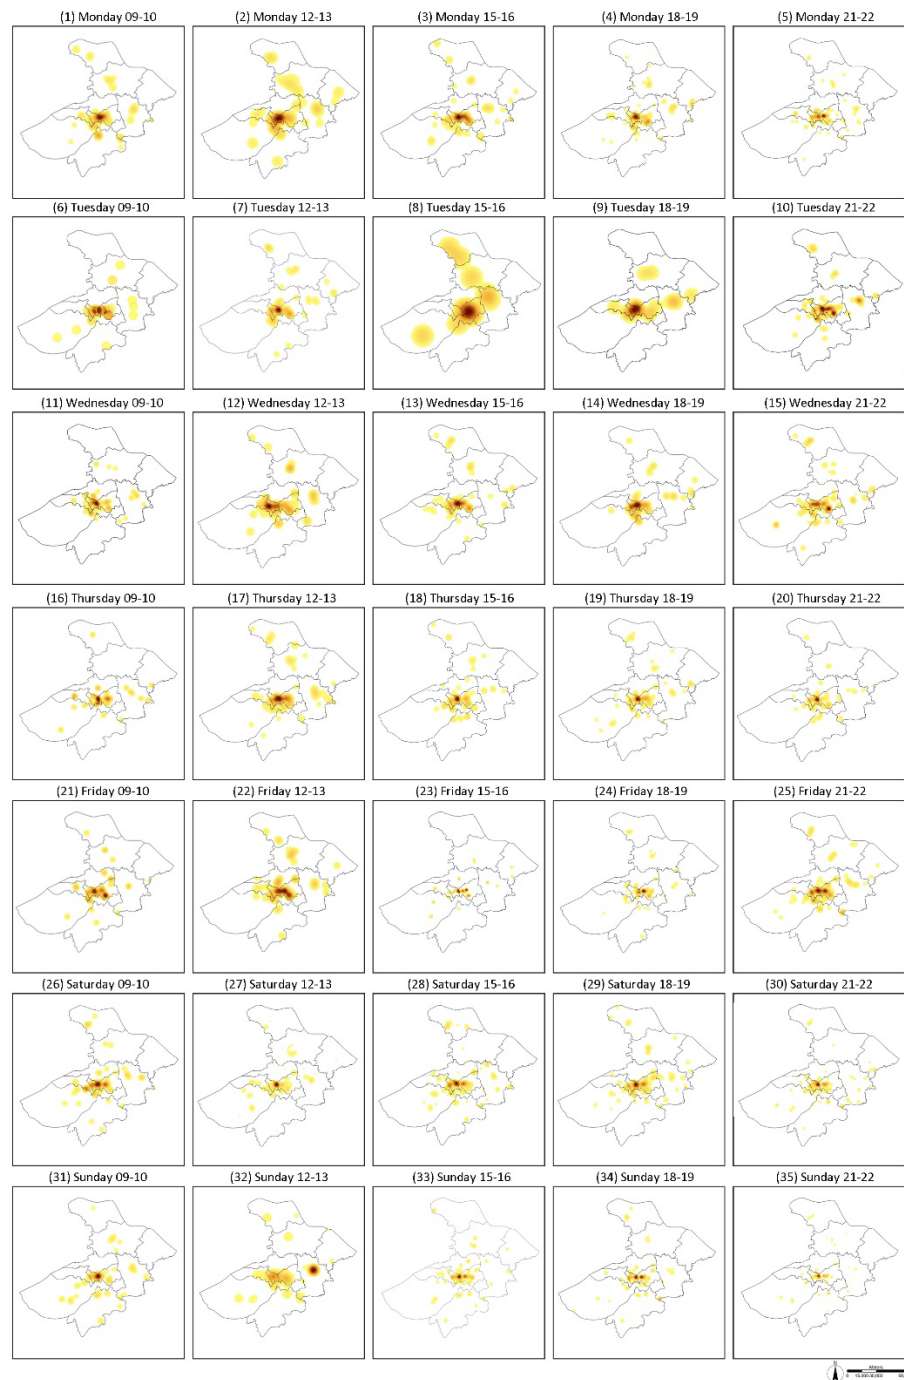 (1) Monday 09-10 (2) Monday 12-13 (3) Monday 15-16 (4) Monday 18-19 (5) Monday 21-22
(6) Tuesday 09-10 (7) Tuesday 12-13 (8) Tuesday 15-16 (9) Tuesday 18-19 (10) Tuesday 21-22
(11) Wednesday 09-10 (12) Wednesday 12-13 (13) Wednesday 15-16 (14) Wednesday 18-19 (15) Wednesday 21-22
(16) Thursday 09-10 (17) Thursday 12-13 (18) Thursday 15-16 (19) Thursday 18-19 (20) Thursday 21-22
(21) Friday 09-10 (22) Friday 12-13 (23) Friday 15-16 (24) Friday 18-19 (25) Friday 21-22
(26) Saturday 09-10 (27) Saturday 12-13 (28) Saturday 15-16 (29) Saturday 18-19 (30) Saturday 21-22
(31) Sunday 09-10 (32) Sunday 12-13 (33) Sunday 15-16 (34) Sunday 18-19 (35) Sunday 21-22
N Meters
0